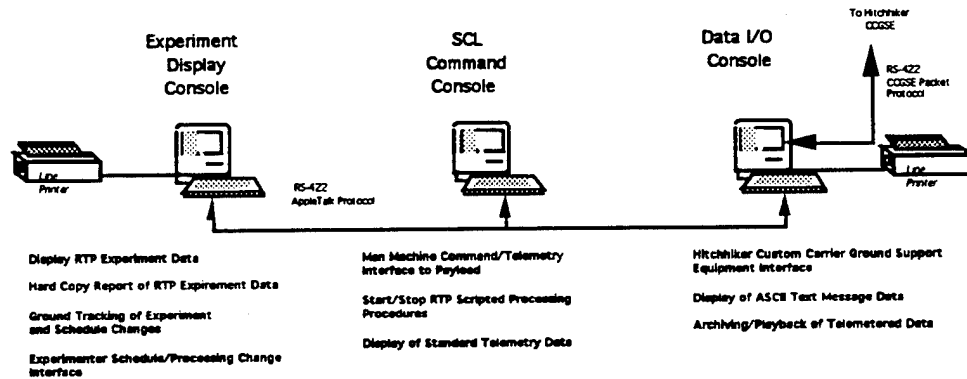 To Hitchhiker
CCGSE
Experiment
Display
Console
SCL
Command
Console
Data I/O
Console
RS-422
CCGSE Packet
Protocol
Line
Printer
RS-422
AppleTalk Protocol
Line
Printer
Display RTP Experiment Data
Hard Copy Report of RTP Expirement Data
Ground Tracking of Experiment
and Schedule Changes
Experimenter Schedule/Processing Change
Interface
Man Machine Command/Telemetry
Interface to Payload
Start/Stop RTP Scripted Processing
Procedures
Display of Standard Telemetry Data
Hitchhiker Custom Carrier Ground Support
Equipment Interface
Display of ASCII Text Message Data
Archiving/Playback of Telemetered Data